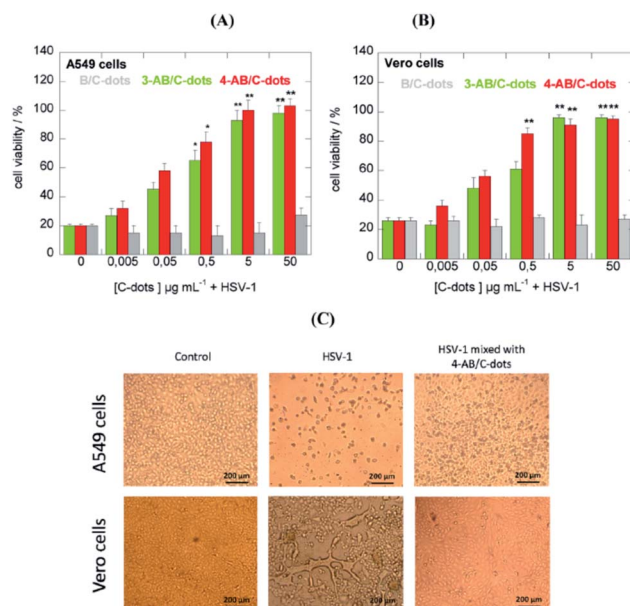 (A)
(B)
140
120
100
80
60
40
20
0
cell viability / %
A549 cells
B/C-dots 3-AB/C-dots 4-AB/C-dots
* * ** ** ** **
0 0,005 0,05 0,5 5 50
[C-dots ] µg mL⁻¹ + HSV-1
140
120
100
80
60
40
20
0
cell viability / %
Vero cells
B/C-dots 3-AB/C-dots 4-AB/C-dots
** ** ** ****
0 0,005 0,05 0,5 5 50
[C-dots ] µg mL⁻¹ + HSV-1
(C)
Control
HSV-1
HSV-1 mixed with
4-AB/C-dots
A549 cells
200 µm
200 µm
200 µm
Vero cells
200 µm
200 µm
200 µm